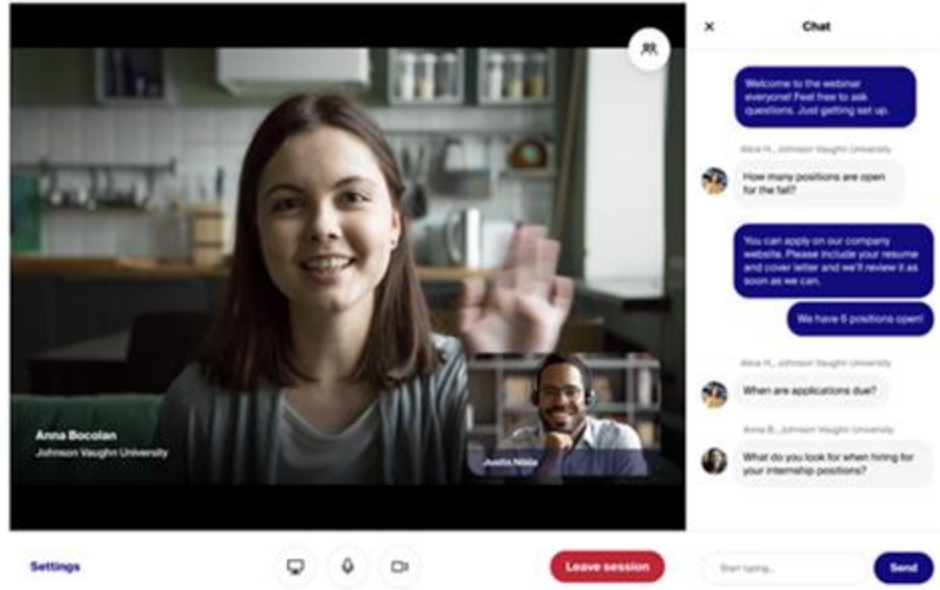 Chat
Welcome to the webinar
everyone! Feel free to ask
questions. Just getting set up.
Alice H., Johnson Vaughn University
How many positions are open
for the fall?
You can apply on our company
website. Please include your resume
and cover letter and we'll review it as
soon as we can.
We have 6 positions open!
Alice H., Johnson Vaughn University
When are applications due?
Anna B., Johnson Vaughn University
What do you look for when hiring for
your internship positions?
Anna Bocolan
Johnson Vaughn University
Justin
Settings
Leave session
Start typing...
Send